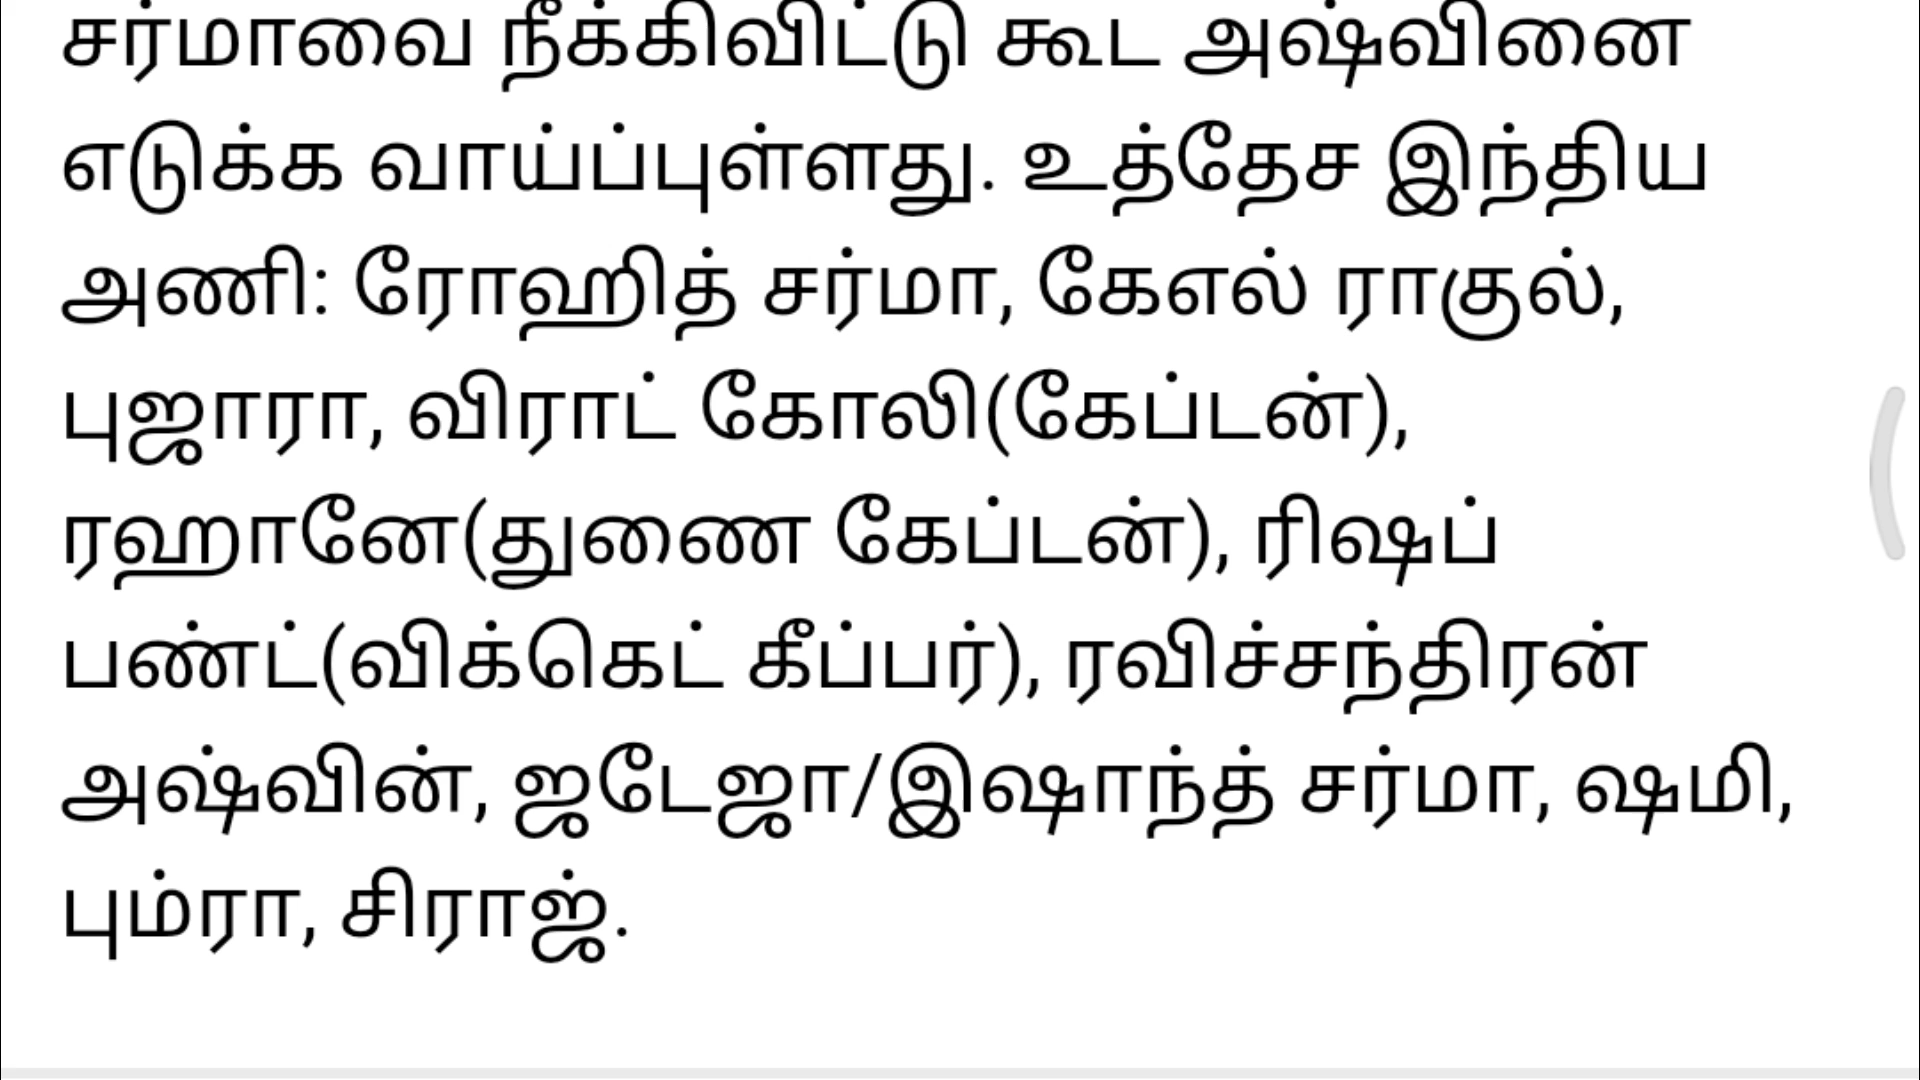 சர்மாவை நீக்கிவிட்டு கூட அஷ்வினை
எடுக்க வாய்ப்புள்ளது. உத்தேச இந்திய
அணி: ரோஹித் சர்மா, கேஎல் ராகுல்,
புஜாரா, விராட் கோலி(கேப்டன்),
ரஹானே(துணை கேப்டன்), ரிஷப்
பண்ட்(விக்கெட் கீப்பர்), ரவிச்சந்திரன்
அஷ்வின், ஜடேஜா/இஷாந்த் சர்மா, ஷமி,
பும்ரா, சிராஜ்.